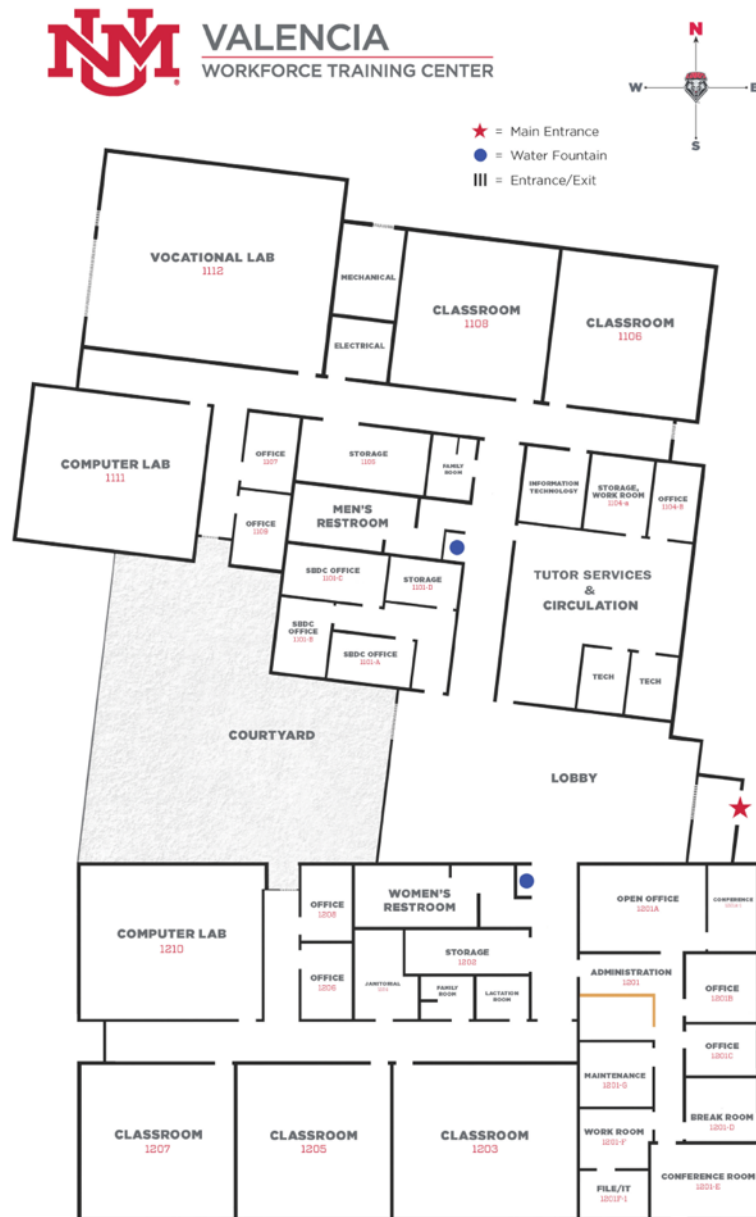 UNM
VALENCIA
WORKFORCE TRAINING CENTER
N
W
E
S
= Main Entrance
= Water Fountain
= Entrance/Exit
VOCATIONAL LAB
1112
MECHANICAL
ELECTRICAL
CLASSROOM
1108
CLASSROOM
1106
COMPUTER LAB
1111
OFFICE
1107
STORAGE
1105
FAMILY
ROOM
INFORMATION
TECHNOLOGY
STORAGE,
WORK ROOM
1104-a
OFFICE
1104-B
OFFICE
1109
MEN'S
RESTROOM
SBDC OFFICE
1101-C
STORAGE
1101-D
TUTOR SERVICES
&
CIRCULATION
SBDC
OFFICE
1101-B
SBDC OFFICE
1101-A
TECH
TECH
COURTYARD
LOBBY
COMPUTER LAB
1210
OFFICE
1208
WOMEN'S
RESTROOM
OPEN OFFICE
1201A
CONFERENCE
OFFICE
1206
STORAGE
1202
JANITORIAL
FAMILY
ROOM
LACTATION
ROOM
ADMINISTRATION
1201
OFFICE
1201B
OFFICE
1201C
MAINTENANCE
1201-G
BREAK ROOM
1201-D
CLASSROOM
1207
CLASSROOM
1205
CLASSROOM
1203
WORK ROOM
1201-F
CONFERENCE ROOM
1201-E
FILE/IT
1201F-1